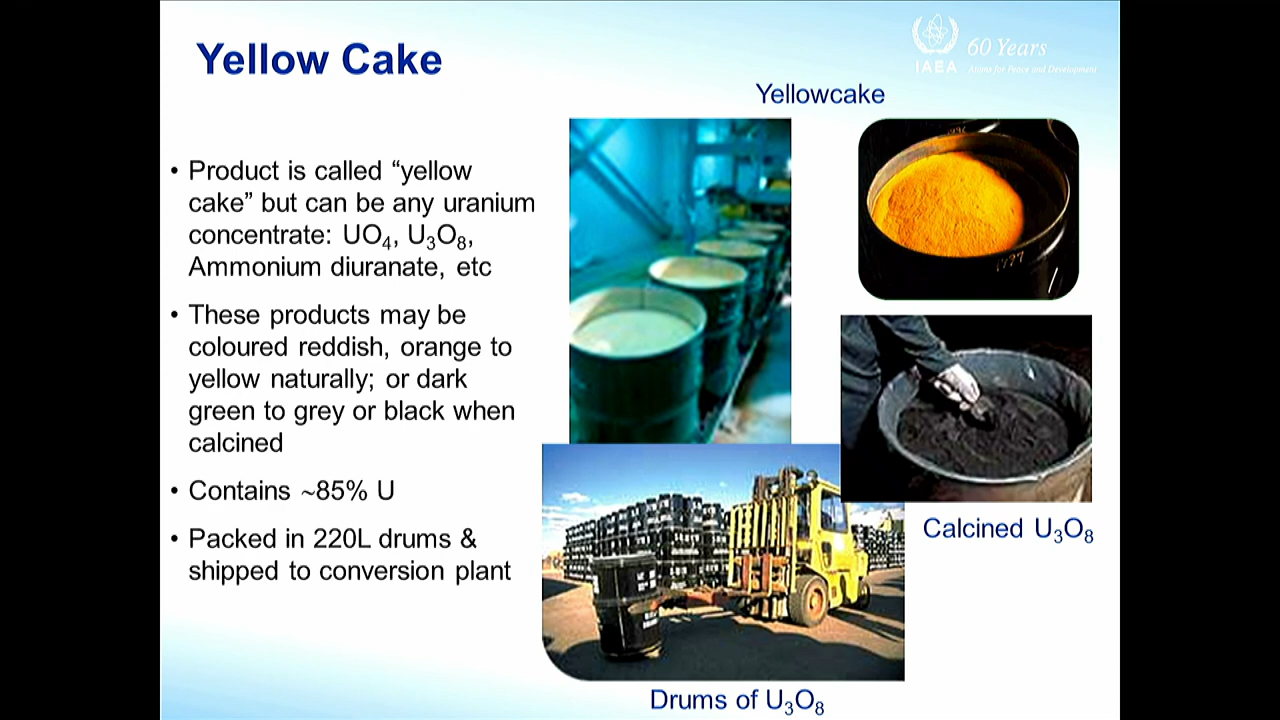 Yellow Cake
IAEA
60 Years
Atoms for Peace and Development
Yellowcake
• Product is called “yellow
cake” but can be any uranium
concentrate: UO₄, U₃O₈,
Ammonium diuranate, etc
• These products may be
coloured reddish, orange to
yellow naturally; or dark
green to grey or black when
calcined
• Contains ~85% U
• Packed in 220L drums &
shipped to conversion plant
Calcined U₃O₈
Drums of U₃O₈